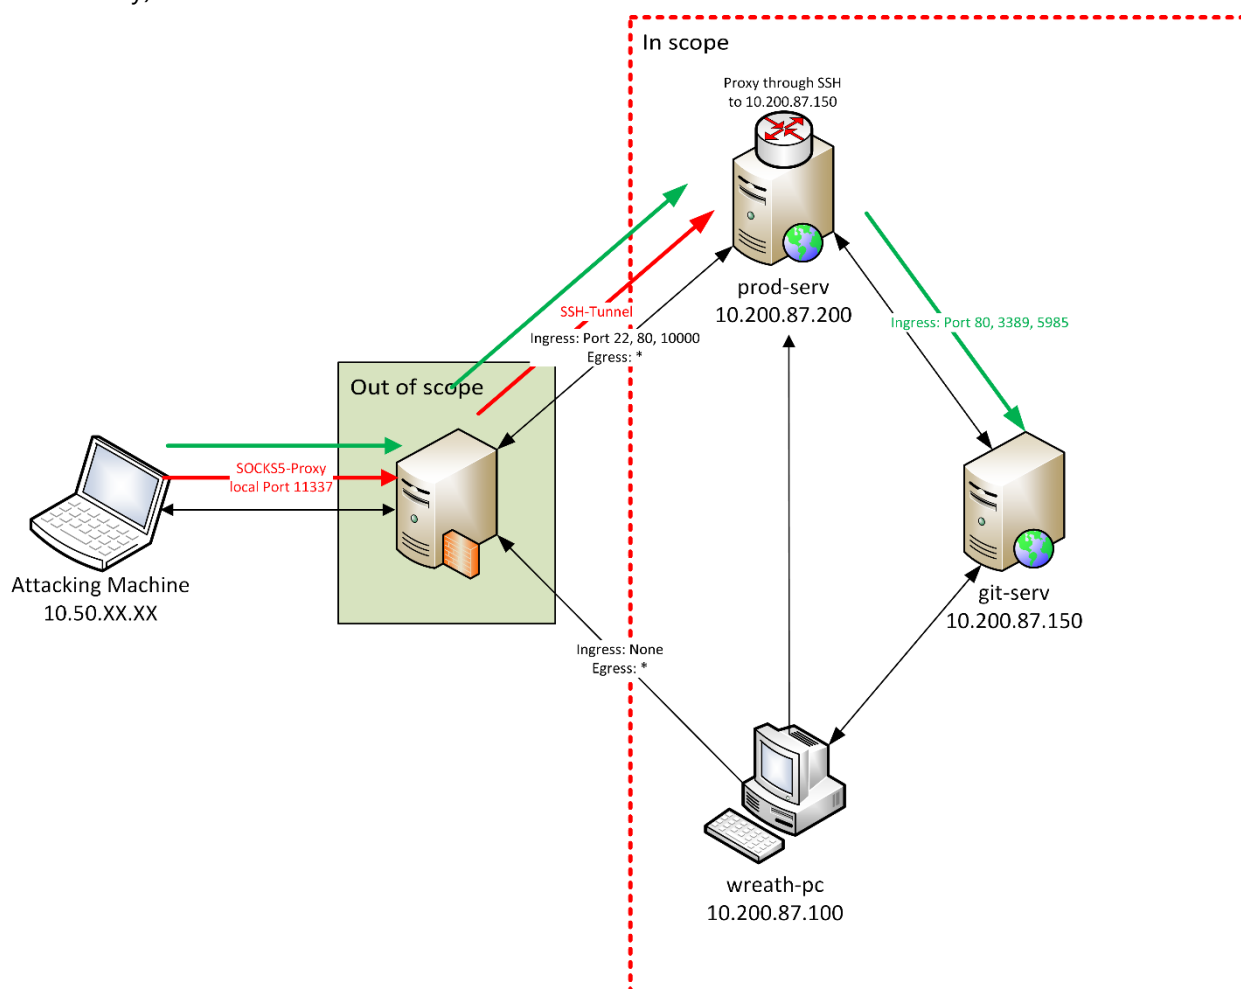 In scope
Proxy through SSH
to 10.200.87.150
prod-serv
10.200.87.200
SSH-Tunnel
Ingress: Port 22, 80, 10000
Egress: *
Ingress: Port 80, 3389, 5985
Out of scope
SOCKS5-Proxy
local Port 11337
Attacking Machine
10.50.XX.XX
git-serv
10.200.87.150
Ingress: None
Egress: *
wreath-pc
10.200.87.100